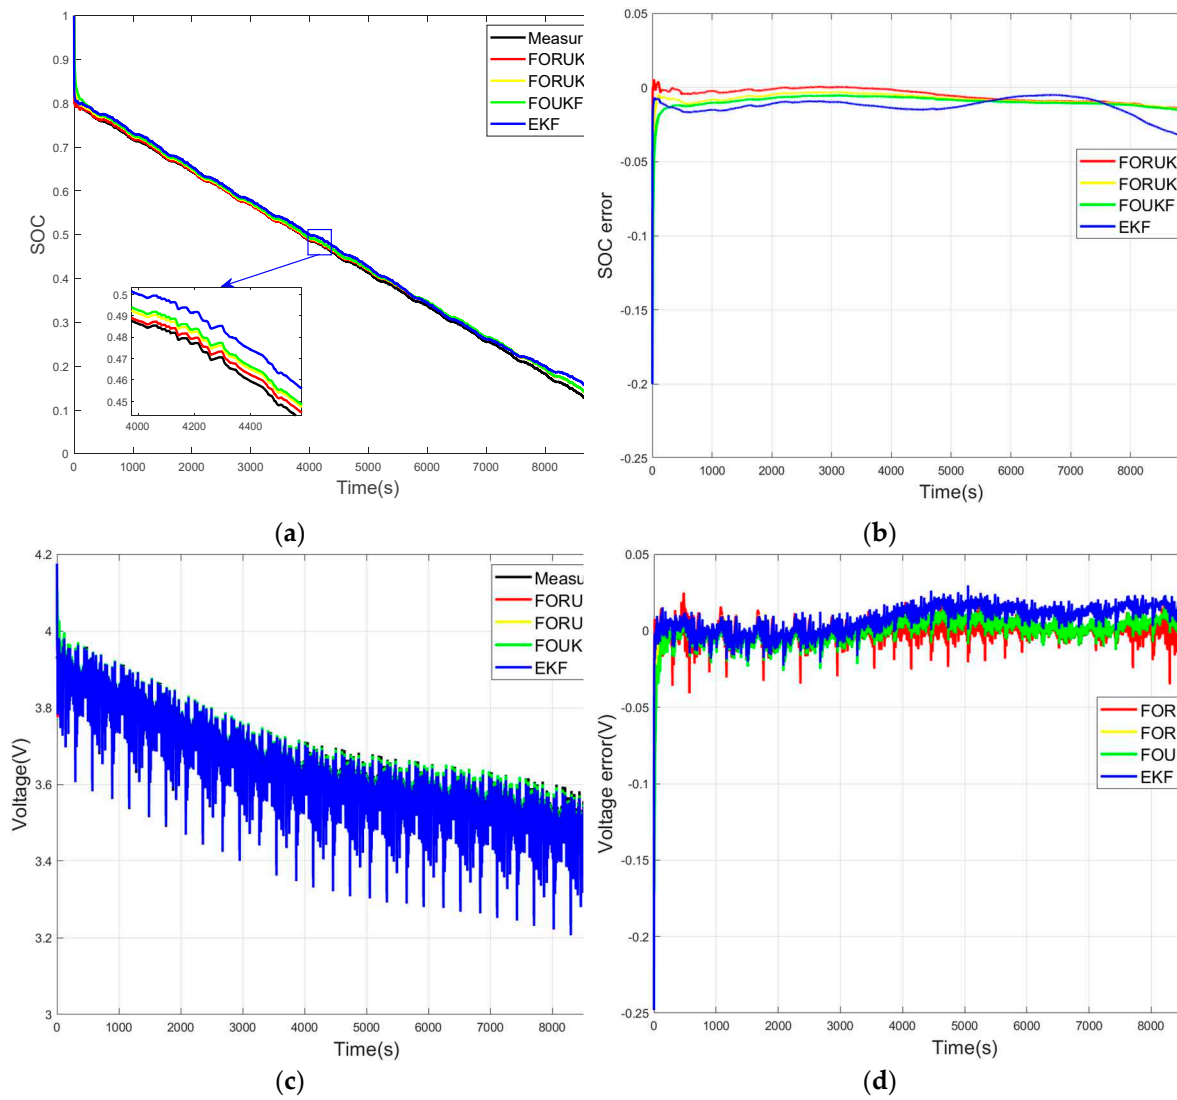 1
0.9
0.8
0.7
0.6
0.5
0.4
0.3
0.2
0.1
0
SOC
Measur
FORUK
FORUK
FOUKF
EKF
0.5
0.49
0.48
0.47
0.46
0.45
4000 4200 4400
0 1000 2000 3000 4000 5000 6000 7000 8000
Time(s)
(a)
0.05
0
-0.05
-0.1
-0.15
-0.2
-0.25
SOC error
FORUK
FORUK
FOUKF
EKF
0 1000 2000 3000 4000 5000 6000 7000 8000
Time(s)
(b)
4.2
4
3.8
3.6
3.4
3.2
3
Voltage(V)
Measu
FORU
FORU
FOUK
EKF
0 1000 2000 3000 4000 5000 6000 7000 8000
Time(s)
(c)
0.05
0
-0.05
-0.1
-0.15
-0.2
-0.25
Voltage error(V)
FOR
FOR
FOU
EKF
0 1000 2000 3000 4000 5000 6000 7000 8000
Time(s)
(d)